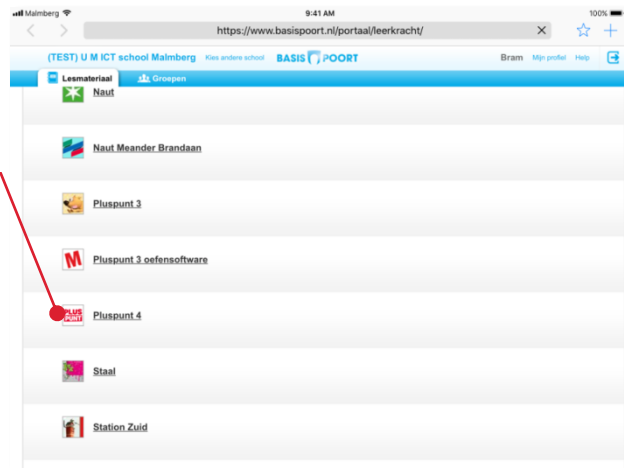 Malmberg 9:41 AM 100%
https://www.basispoort.nl/portaal/leerkracht/
(TEST) U M ICT school Malmberg Kies andere school BASIS POORT Bram Mijn profiel Help
Lesmateriaal Groepen
Naut
Naut Meander Brandaan
Pluspunt 3
M Pluspunt 3 oefensoftware
PLUS
PUNT Pluspunt 4
Staal
Station Zuid